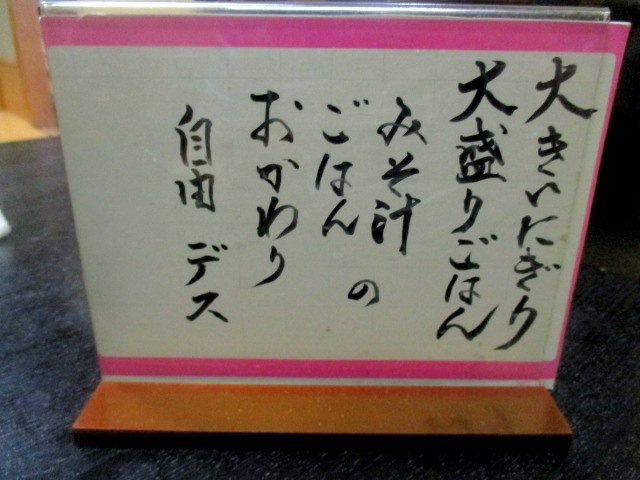 大きいにぎり
大盛りごはん
みそ汁の
ごはん
おかわり
自由デス